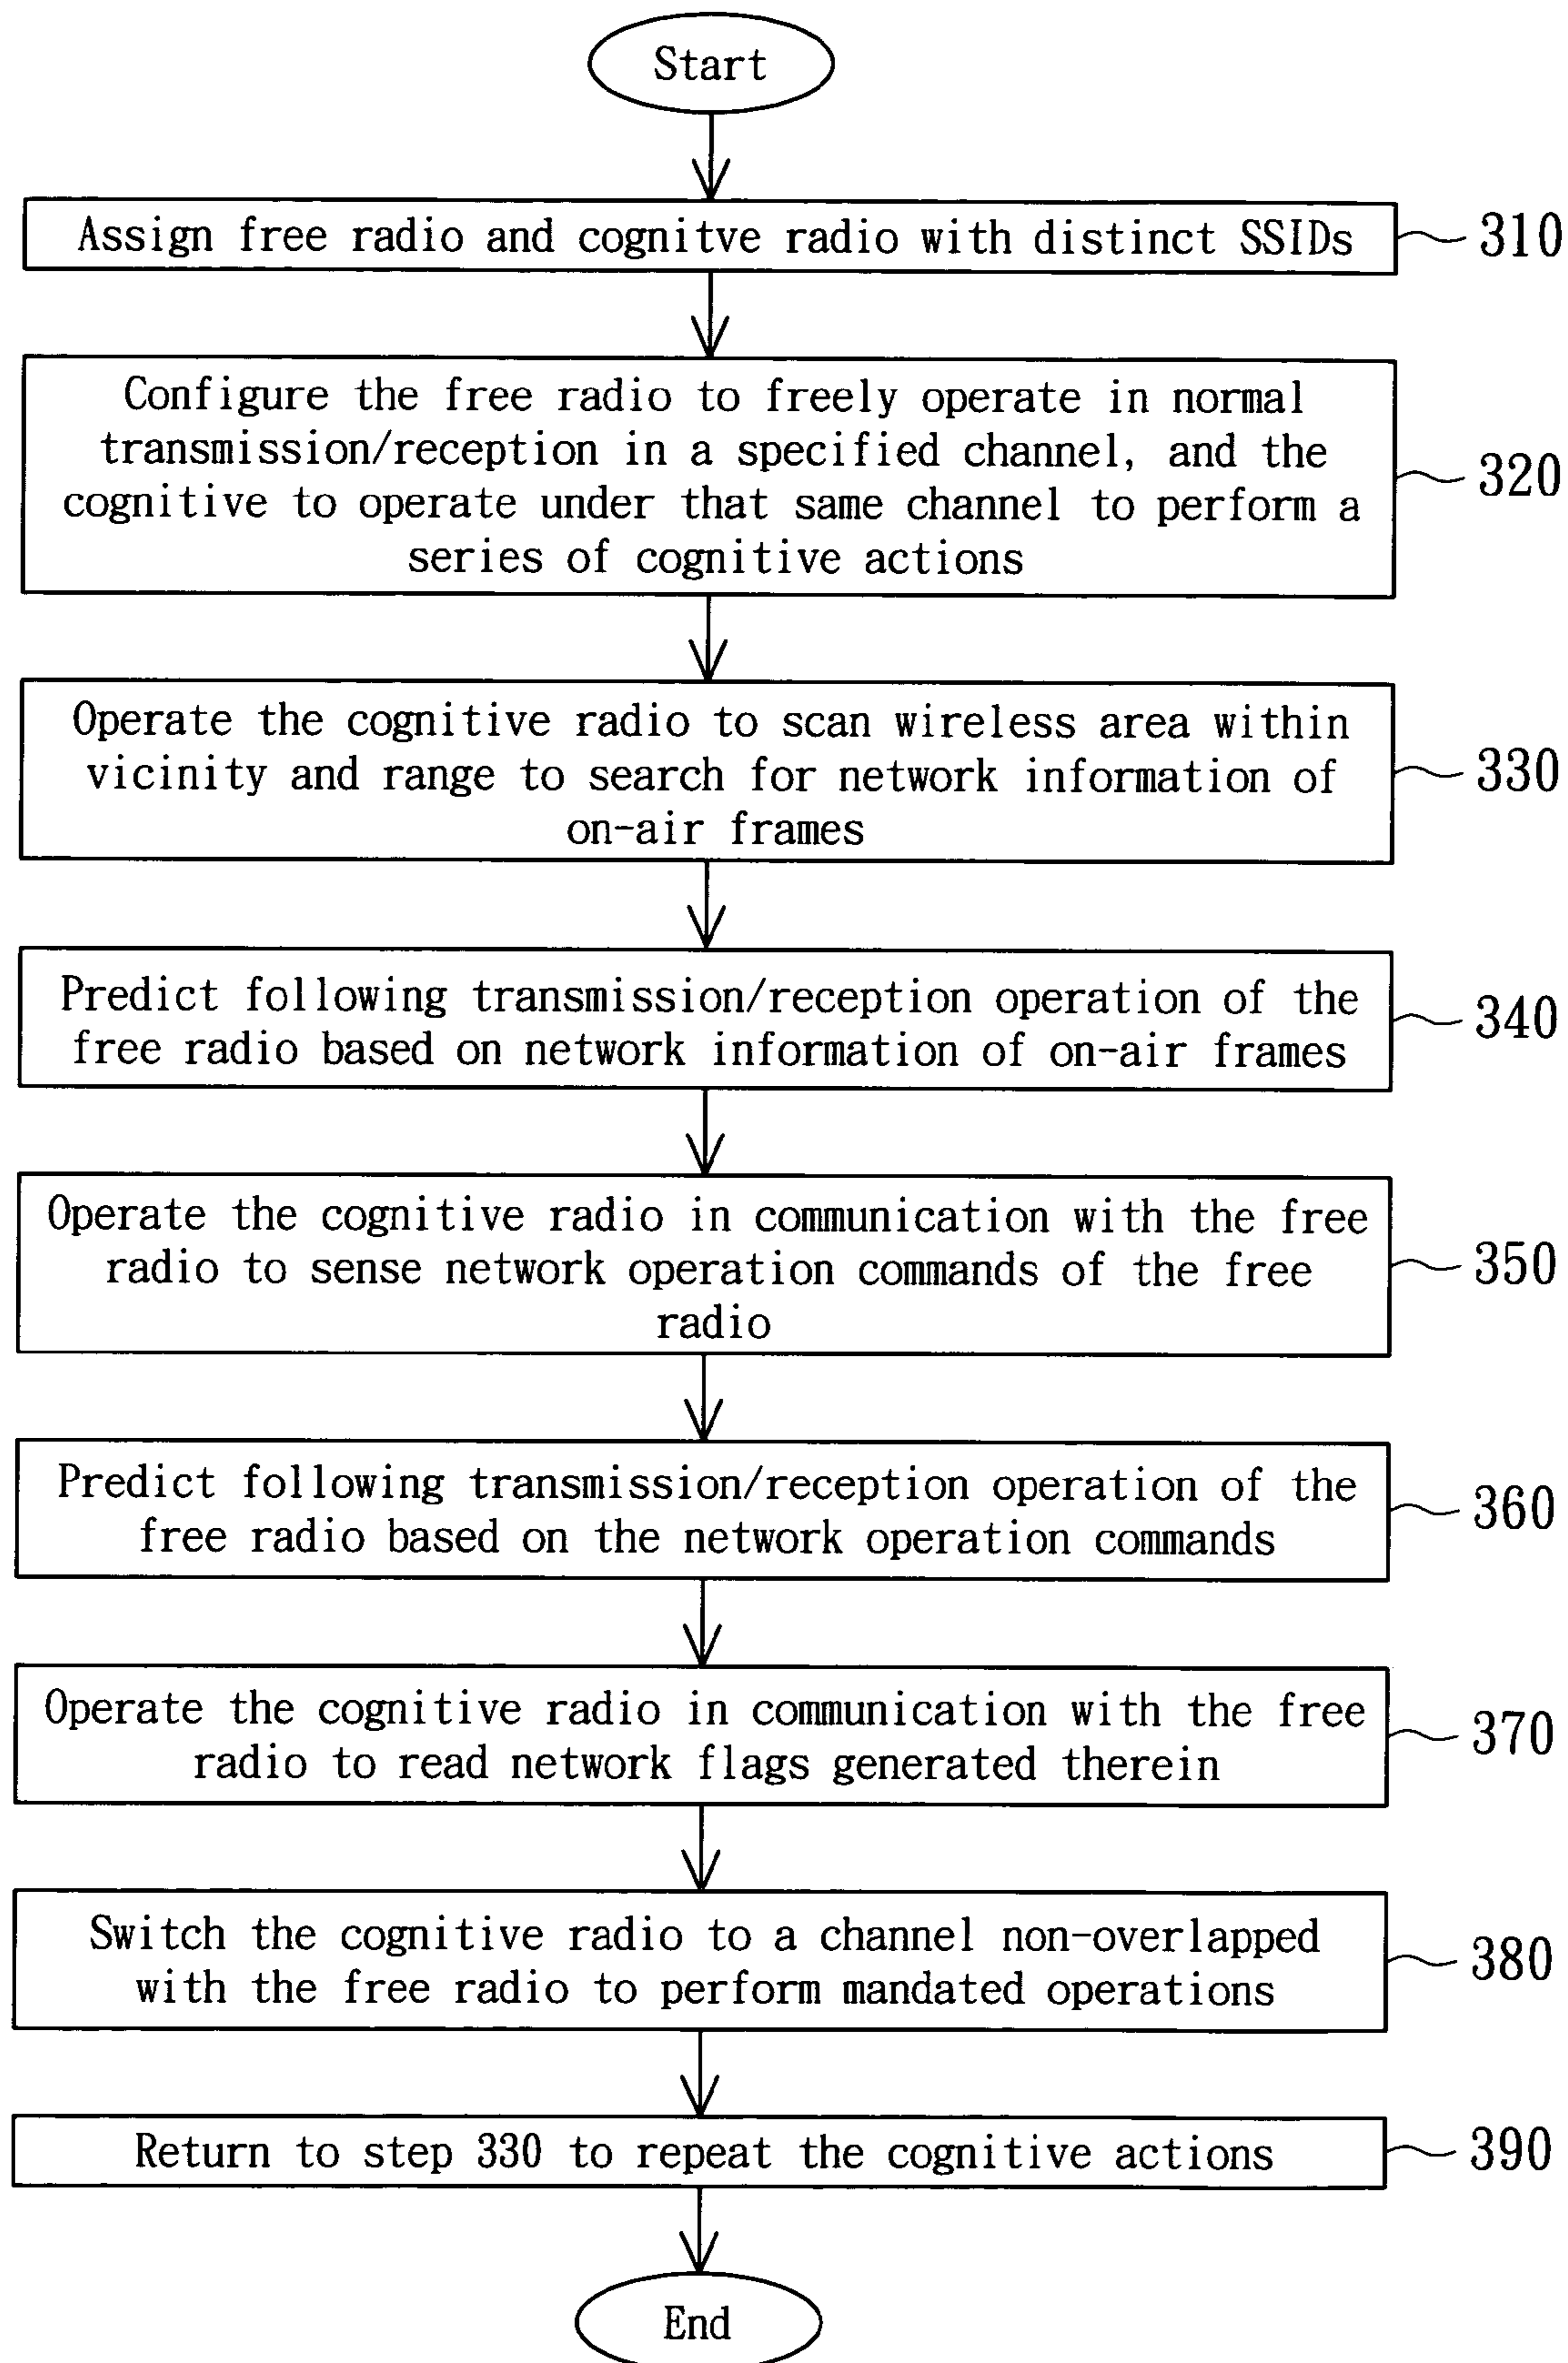 Start
Assign free radio and cognitve radio with distinct SSIDs
310
Configure the free radio to freely operate in normal
transmission/reception in a specified channel, and the
cognitive to operate under that same channel to perform a
series of cognitive actions
320
Operate the cognitive radio to scan wireless area within
vicinity and range to search for network information of
on-air frames
330
Predict following transmission/reception operation of the
free radio based on network information of on-air frames
340
Operate the cognitive radio in communication with the free
radio to sense network operation commands of the free
radio
350
Predict following transmission/reception operation of the
free radio based on the network operation commands
360
Operate the cognitive radio in communication with the free
radio to read network flags generated therein
370
Switch the cognitive radio to a channel non-overlapped
with the free radio to perform mandated operations
380
Return to step 330 to repeat the cognitive actions
390
End